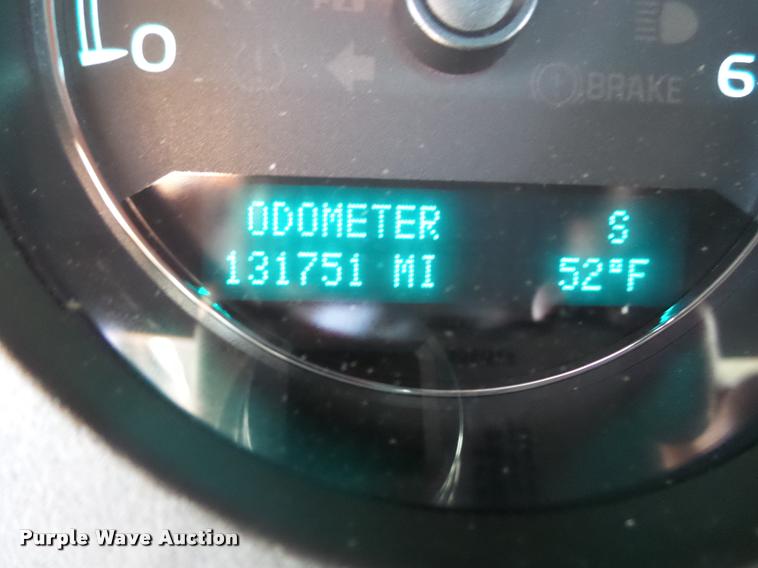 0
BRAKE
6
ODOMETER S
131751 MI 52°F
Purple Wave Auction